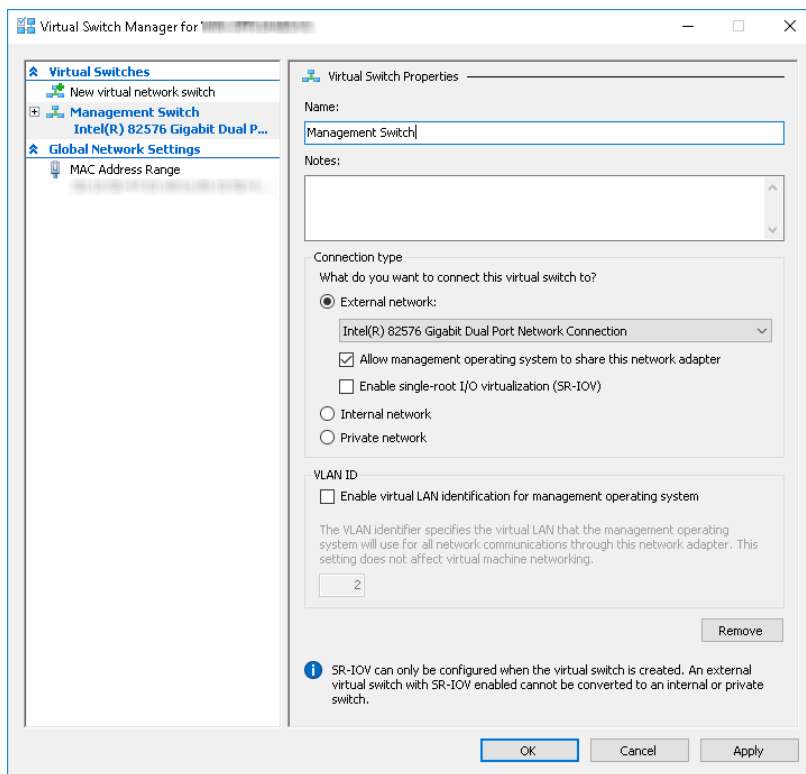 Virtual Switch Manager for
Virtual Switches
New virtual network switch
Management Switch
Intel(R) 82576 Gigabit Dual P...
Global Network Settings
MAC Address Range
Virtual Switch Properties
Name:
Management Switch
Notes:
Connection type
What do you want to connect this virtual switch to?
External network:
Intel(R) 82576 Gigabit Dual Port Network Connection
Allow management operating system to share this network adapter
Enable single-root I/O virtualization (SR-IOV)
Internal network
Private network
VLAN ID
Enable virtual LAN identification for management operating system
The VLAN identifier specifies the virtual LAN that the management operating
system will use for all network communications through this network adapter. This
setting does not affect virtual machine networking.
2
Remove
SR-IOV can only be configured when the virtual switch is created. An external
virtual switch with SR-IOV enabled cannot be converted to an internal or private
switch.
OK
Cancel
Apply